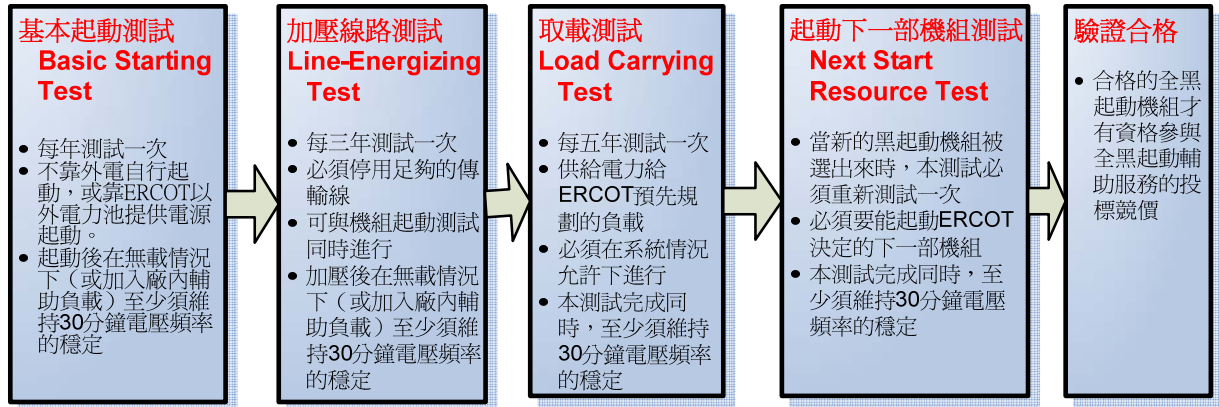 基本起動測試
Basic Starting
Test
• 每年測試一次
• 不靠外電自行起
動，或靠ERCOT以
外電力池提供電源
起動。
• 起動後在無載情況
下（或加入廠內輔
助負載）至少須維
持30分鐘電壓頻率
的穩定
加壓線路測試
Line-Energizing
Test
• 每三年測試一次
• 必須停用足夠的傳
輸線
• 可與機組起動測試
同時進行
• 加壓後在無載情況
下（或加入廠內輔
助負載）至少須維
持30分鐘電壓頻率
的穩定
取載測試
Load Carrying
Test
• 每五年測試一次
• 供給電力給
ERCOT預先規
劃的負載
• 必須在系統情況
允許下進行
• 本測試完成同
時，至少須維持
30分鐘電壓頻率
的穩定
起動下一部機組測試
Next Start
Resource Test
• 當新的黑起動機組被
選出來時，本測試必
須重新測試一次
• 必須要能起動ERCOT
決定的下一部機組
• 本測試完成同時，至
少須維持30分鐘電壓
頻率的穩定
驗證合格
• 合格的全黑
起動機組才
有資格參與
全黑起動輔
助服務的投
標競價